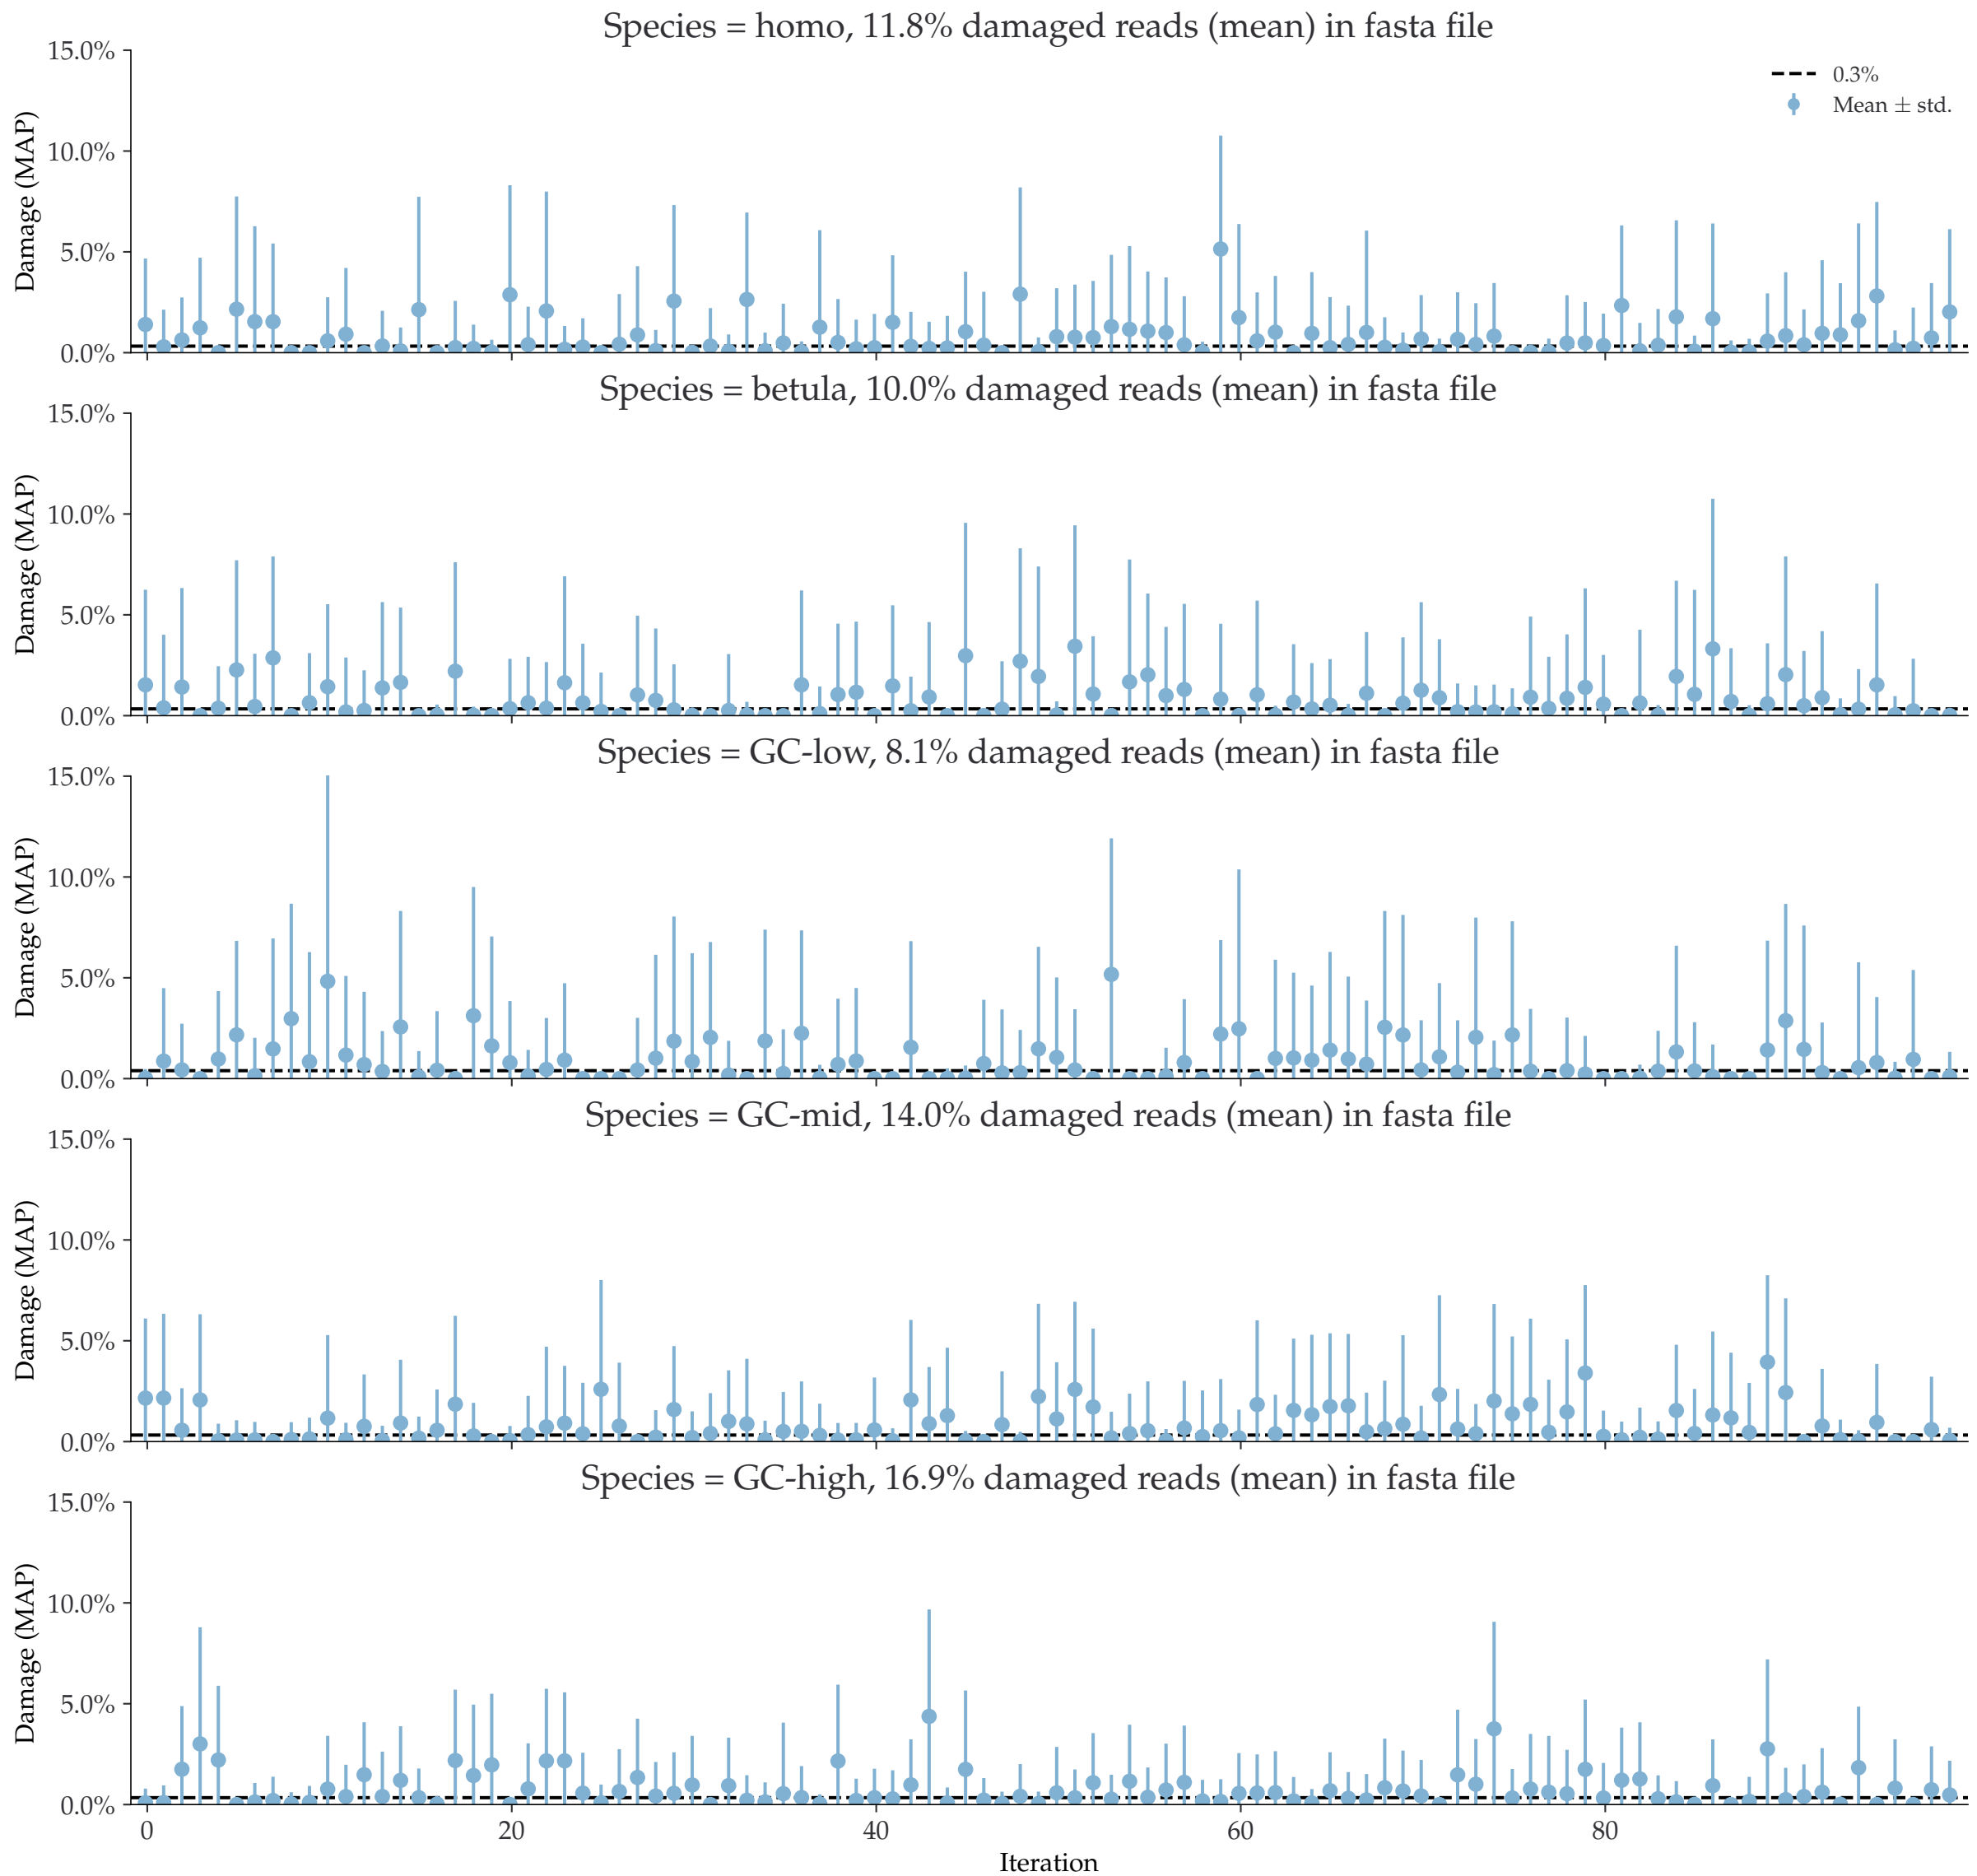 Species = homo, 11.8% damaged reads (mean) in fasta file
15.0%
10.0%
5.0%
0.0%
Damage (MAP)
0.3%
Mean ± std.
Species = betula, 10.0% damaged reads (mean) in fasta file
15.0%
10.0%
5.0%
0.0%
Damage (MAP)
Species = GC-low, 8.1% damaged reads (mean) in fasta file
15.0%
10.0%
5.0%
0.0%
Damage (MAP)
Species = GC-mid, 14.0% damaged reads (mean) in fasta file
15.0%
10.0%
5.0%
0.0%
Damage (MAP)
Species = GC-high, 16.9% damaged reads (mean) in fasta file
15.0%
10.0%
5.0%
0.0%
Damage (MAP)
0 20 40 60 80
Iteration